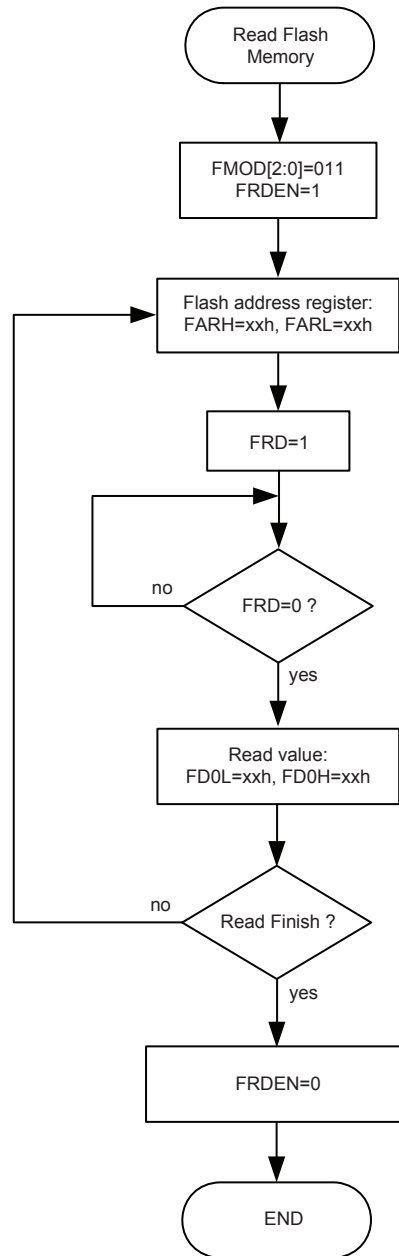 Read Flash
Memory
FMOD[2:0]=011
FRDEN=1
Flash address register:
FARH=xxh, FARL=xxh
FRD=1
no
FRD=0 ?
yes
Read value:
FD0L=xxh, FD0H=xxh
no
Read Finish ?
yes
FRDEN=0
END